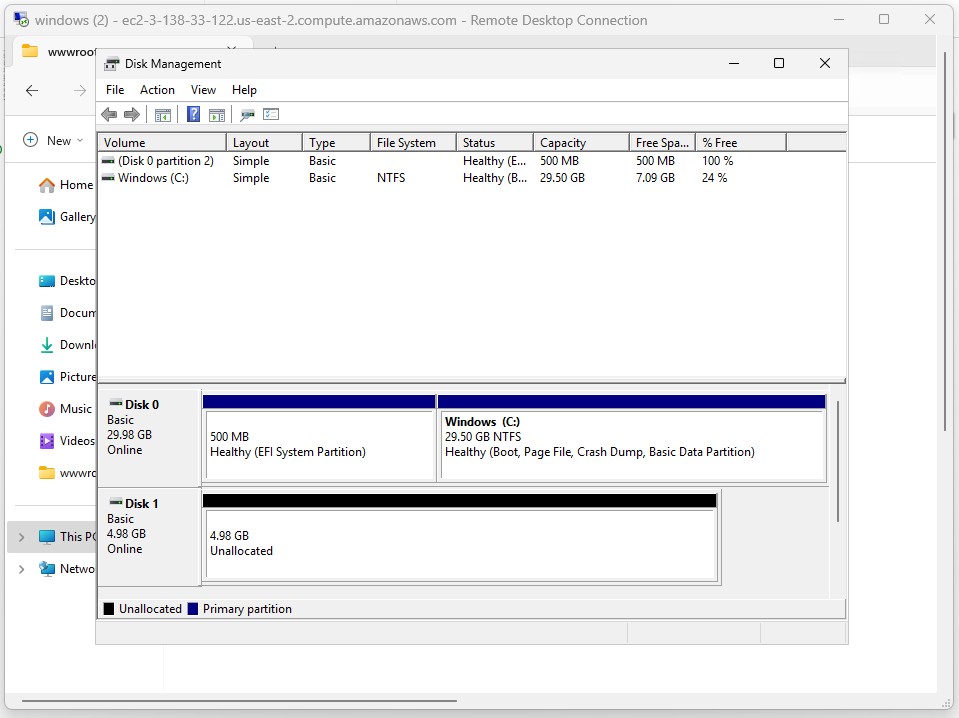 windows (2) - ec2-3-138-33-122.us-east-2.compute.amazonaws.com - Remote Desktop Connection
wwwroot
Disk Management
File Action View Help
New
Home
Gallery
Deskto
Docum
Downl
Picture
Music
Videos
wwwro
This PC
Netwo
Volume Layout Type File System Status Capacity Free Spa... % Free
(Disk 0 partition 2) Simple Basic Healthy (E... 500 MB 500 MB 100 %
Windows (C:) Simple Basic NTFS Healthy (B... 29.50 GB 7.09 GB 24 %
Disk 0
Basic
29.98 GB
Online
500 MB
Healthy (EFI System Partition)
Windows (C:)
29.50 GB NTFS
Healthy (Boot, Page File, Crash Dump, Basic Data Partition)
Disk 1
Basic
4.98 GB
Online
4.98 GB
Unallocated
Unallocated Primary partition